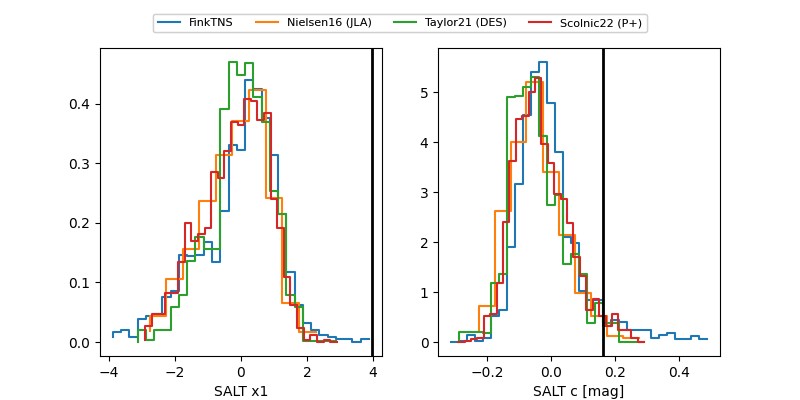 FinkTNS Nielsen16 (JLA) Taylor21 (DES) Scolnic22 (P+)
0.4
0.3
0.2
0.1
0.0
−4 −2 0 2 4
SALT x1
5
4
3
2
1
0
−0.2 0.0 0.2 0.4
SALT c [mag]